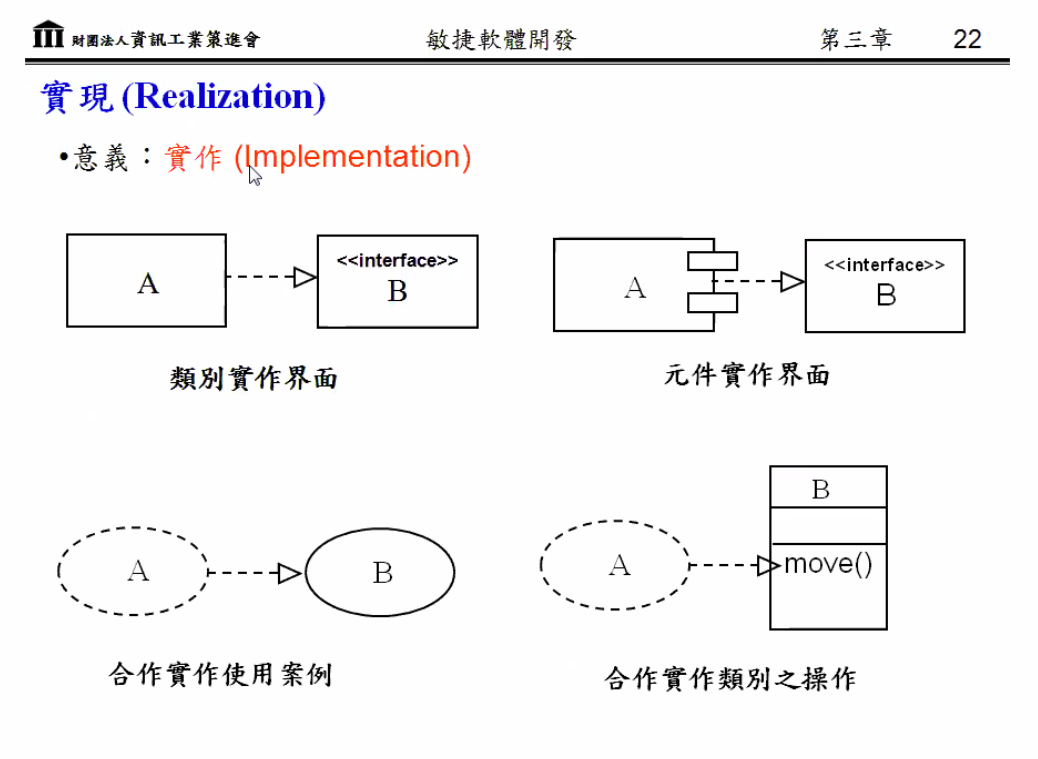 財團法人資訊工業策進會 敏捷軟體開發 第三章 22
實現 (Realization)
•意義：實作 (Implementation)
A
<<interface>>
B
A
<<interface>>
B
類別實作界面
元件實作界面
A
B
A
B
move()
合作實作使用案例
合作實作類別之操作